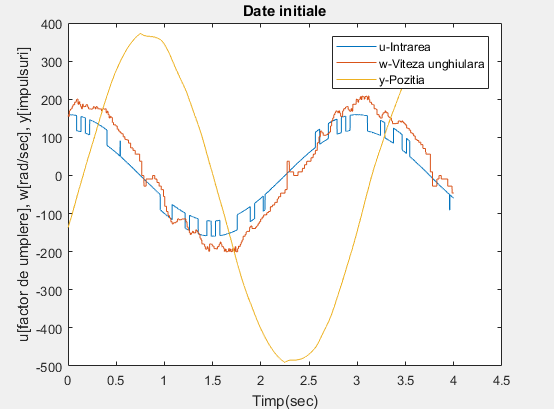 Date initiale
400
300
200
100
0
-100
-200
-300
-400
-500
u[factor de umplere], w[rad/sec], y[impulsuri]
u-Intrarea
w-Viteza unghiulara
y-Pozitia
0 0.5 1 1.5 2 2.5 3 3.5 4 4.5
Timp(sec)